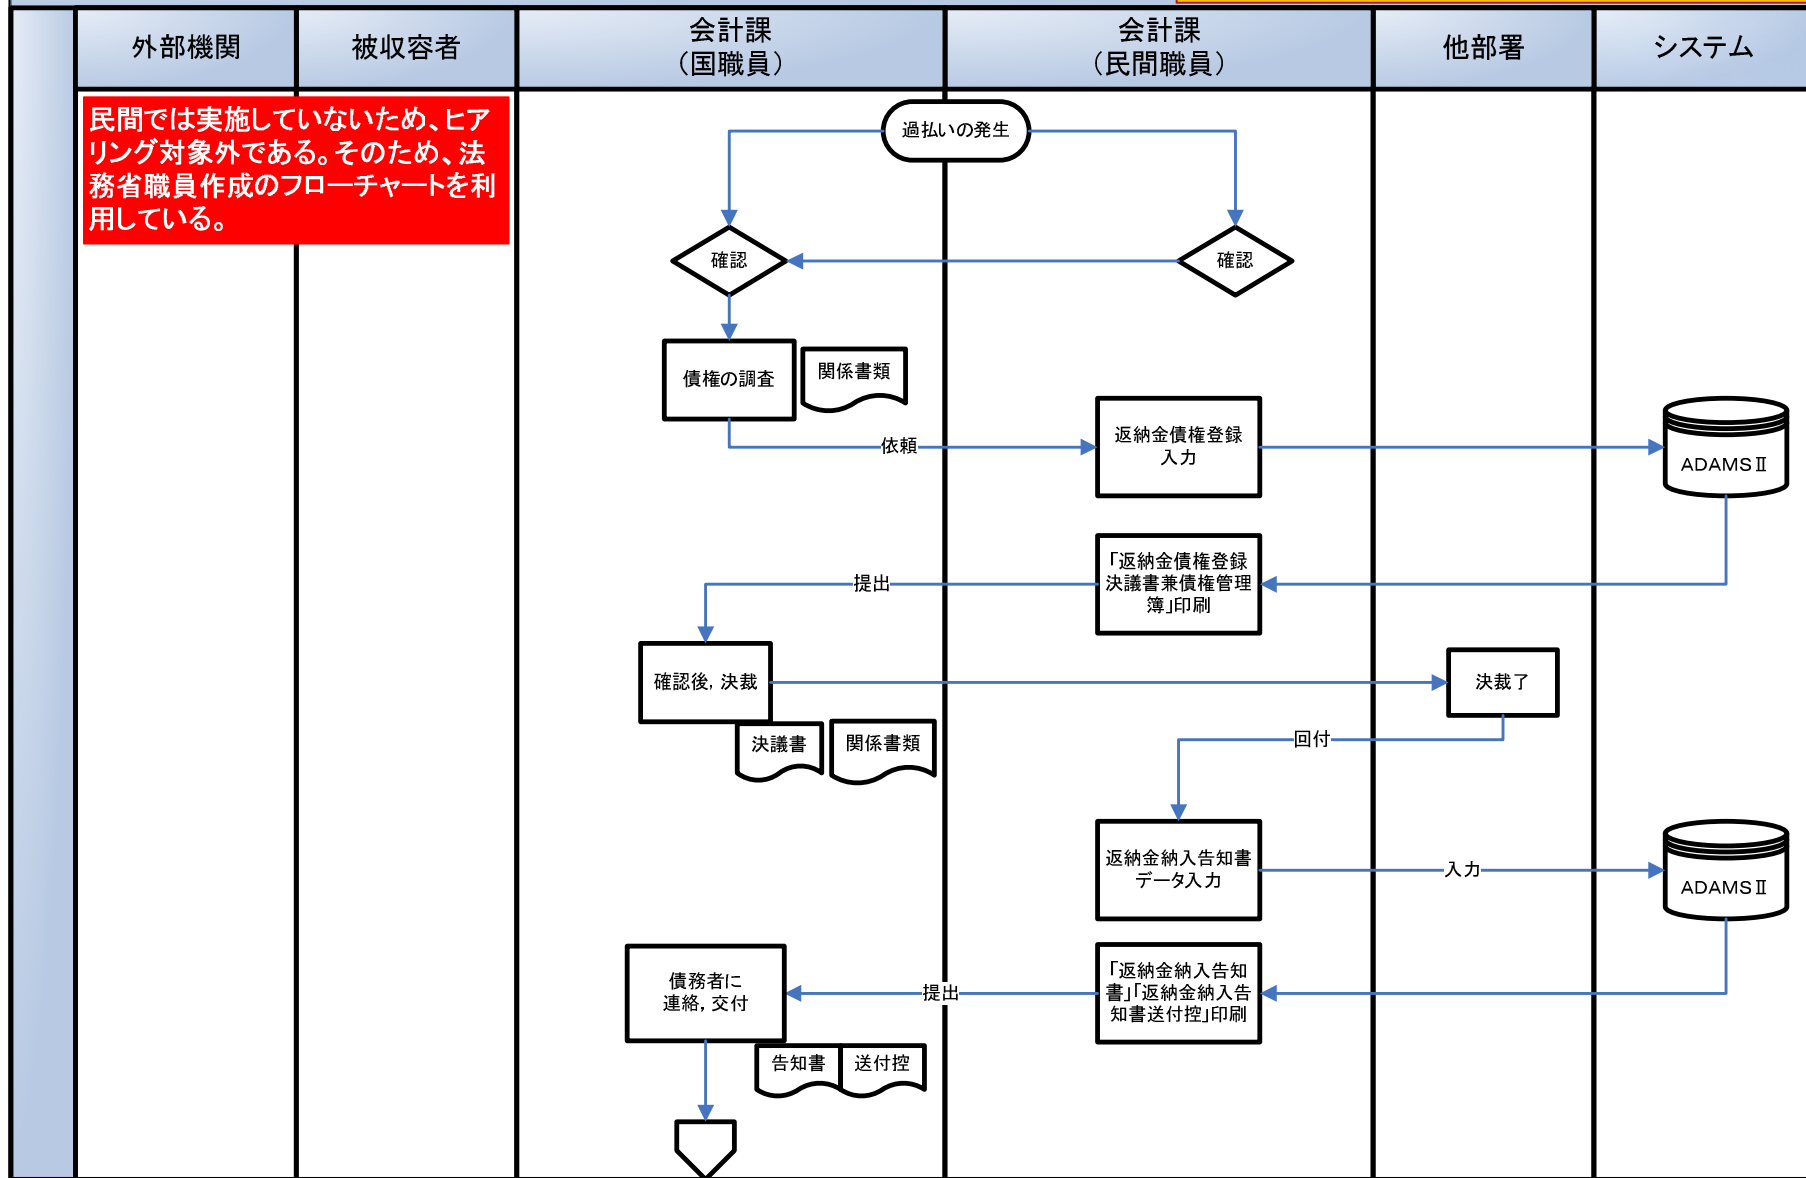 外部機関
被収容者
会計課
（国職員）
会計課
（民間職員）
他部署
システム
民間では実施していないため、ヒア
リング対象外である。そのため、法
務省職員作成のフローチャートを利
用している。
過払いの発生
確認
確認
債権の調査
関係書類
依頼
返納金債権登録
入力
ADAMSⅡ
「返納金債権登録
決議書兼債権管理
簿」印刷
提出
確認後，決裁
決裁了
決議書
関係書類
回付
返納金納入告知書
データ入力
入力
ADAMSⅡ
債務者に
連絡，交付
提出
「返納金納入告知
書」「返納金納入告
知書送付控」印刷
告知書
送付控